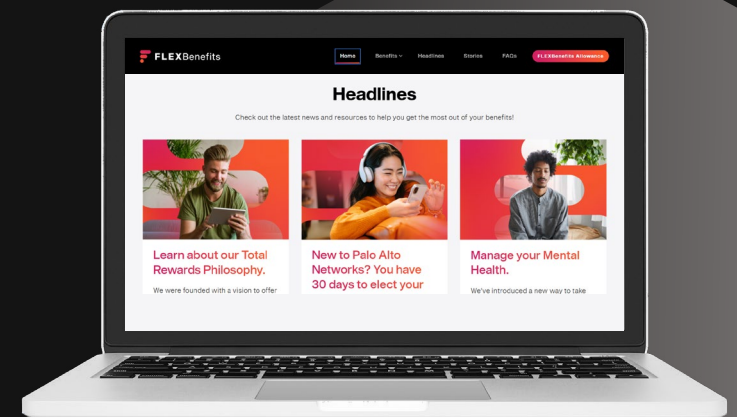 FLEXBenefits
Home
Benefits
Headlines
Stories
FAQs
FLEXBenefits Allowance
Headlines
Check out the latest news and resources to help you get the most out of your benefits!
Learn about our Total
Rewards Philosophy.
We were founded with a vision to offer
New to Palo Alto
Networks? You have
30 days to elect your
Manage your Mental
Health.
We've introduced a new way to take